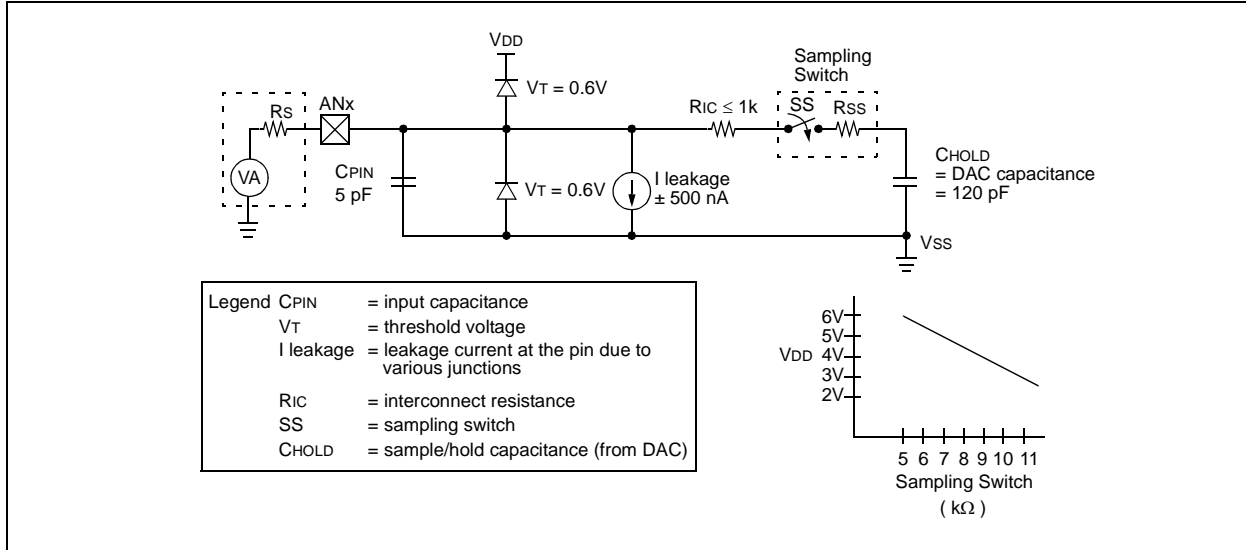 VDD
VT = 0.6V
Sampling
Switch
RS
ANx
RIC ≤ 1k
SS
RSS
VA
CPIN
5 pF
VT = 0.6V
I leakage
± 500 nA
CHOLD
= DAC capacitance
= 120 pF
VSS
Legend CPIN = input capacitance
VT = threshold voltage
I leakage = leakage current at the pin due to
various junctions
RIC = interconnect resistance
SS = sampling switch
CHOLD = sample/hold capacitance (from DAC)
6V
5V
VDD 4V
3V
2V
5 6 7 8 9 10 11
Sampling Switch
( kΩ )